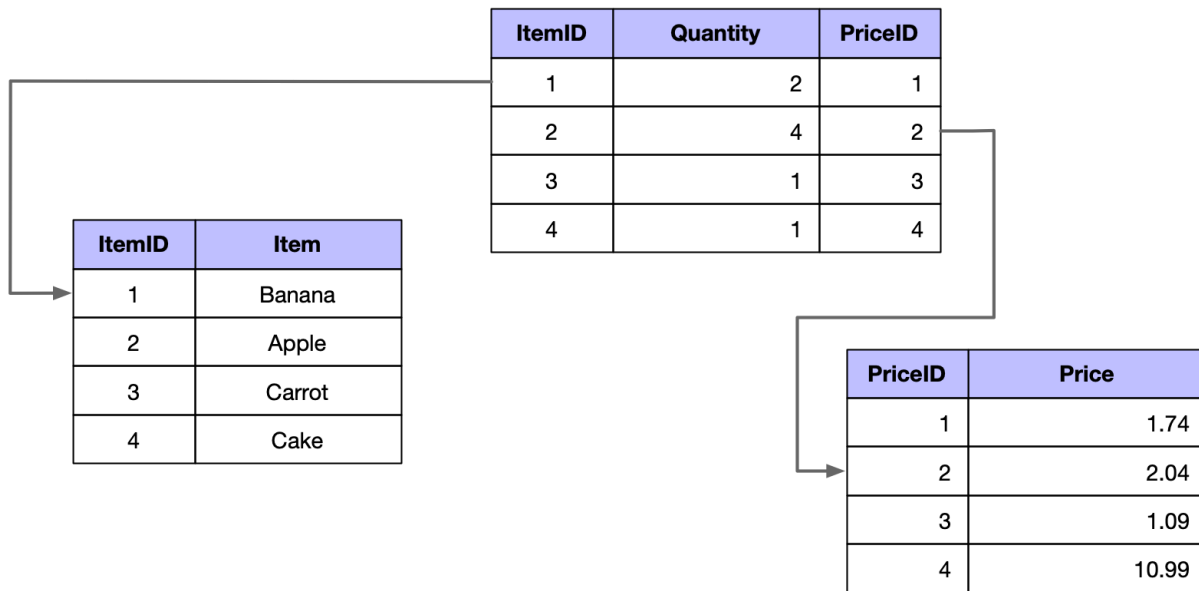 ItemID Quantity PriceID
1 2 1
2 4 2
3 1 3
4 1 4
ItemID Item
1 Banana
2 Apple
3 Carrot
4 Cake
PriceID Price
1 1.74
2 2.04
3 1.09
4 10.99